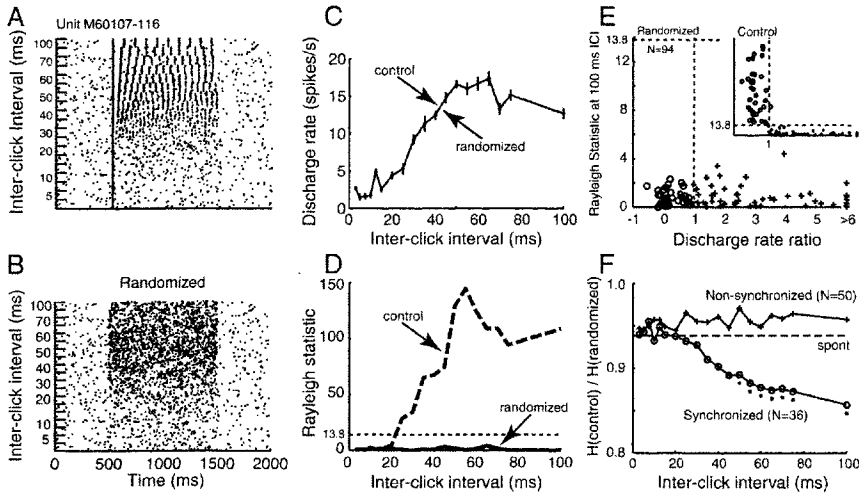 A
Unit M60107-116
Inter-click Interval (ms)
100
70
60
50
40
30
20
10
5
B
Randomized
Inter-click interval (ms)
100
70
60
50
40
30
20
10
5
0 500 1000 1500 2000
Time (ms)
C
Discharge rate (spikes/s)
20
15
10
5
0
control
randomized
0 20 40 60 80 100
Inter-click interval (ms)
D
Rayleigh statistic
150
100
50
13.8
0
control
randomized
0 20 40 60 80 100
Inter-click interval (ms)
E
Rayleigh Statistic at 100 ms ICI
13.8
12
8
4
0
Randomized
N=94
Control
13.8
1
-1 0 1 2 3 4 5 >6
Discharge rate ratio
F
H(control) / H(randomized)
1.0
0.9
0.8
Non-synchronized (N=50)
spont
Synchronized (N=36)
0 20 40 60 80 100
Inter-click interval (ms)